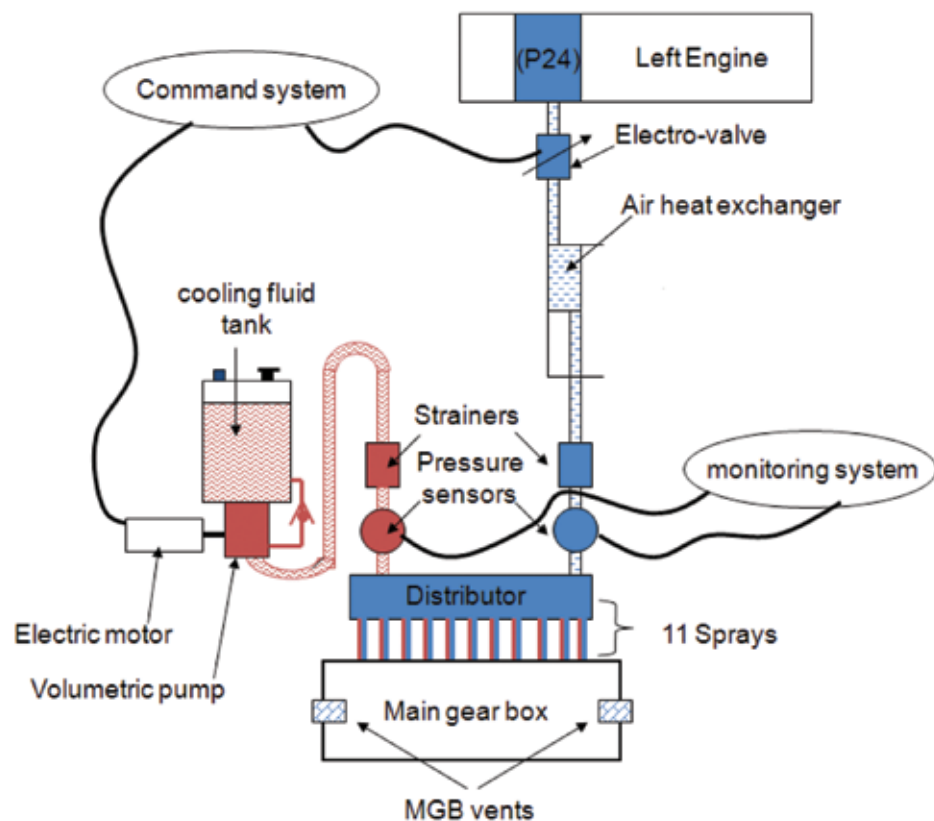 (P24)
Left Engine
Command system
Electro-valve
Air heat exchanger
cooling fluid
tank
Strainers
Pressure
sensors
monitoring system
Distributor
11 Sprays
Electric motor
Volumetric pump
Main gear box
MGB vents